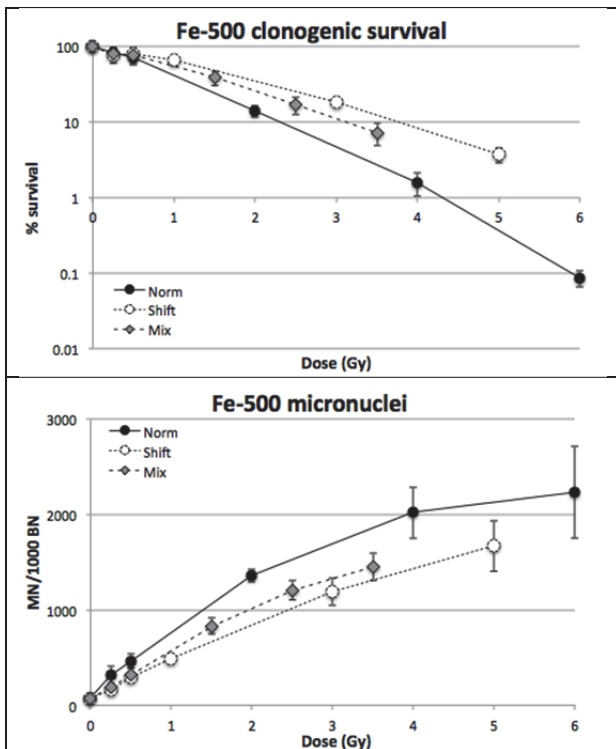 Fe-500 clonogenic survival
100
10
1
0.1
0.01
% survival
0 1 2 3 4 5 6
Norm
Shift
Mix
Dose (Gy)
Fe-500 micronuclei
3000
2000
1000
0
MN/1000 BN
Norm
Shift
Mix
0 1 2 3 4 5 6
Dose (Gy)